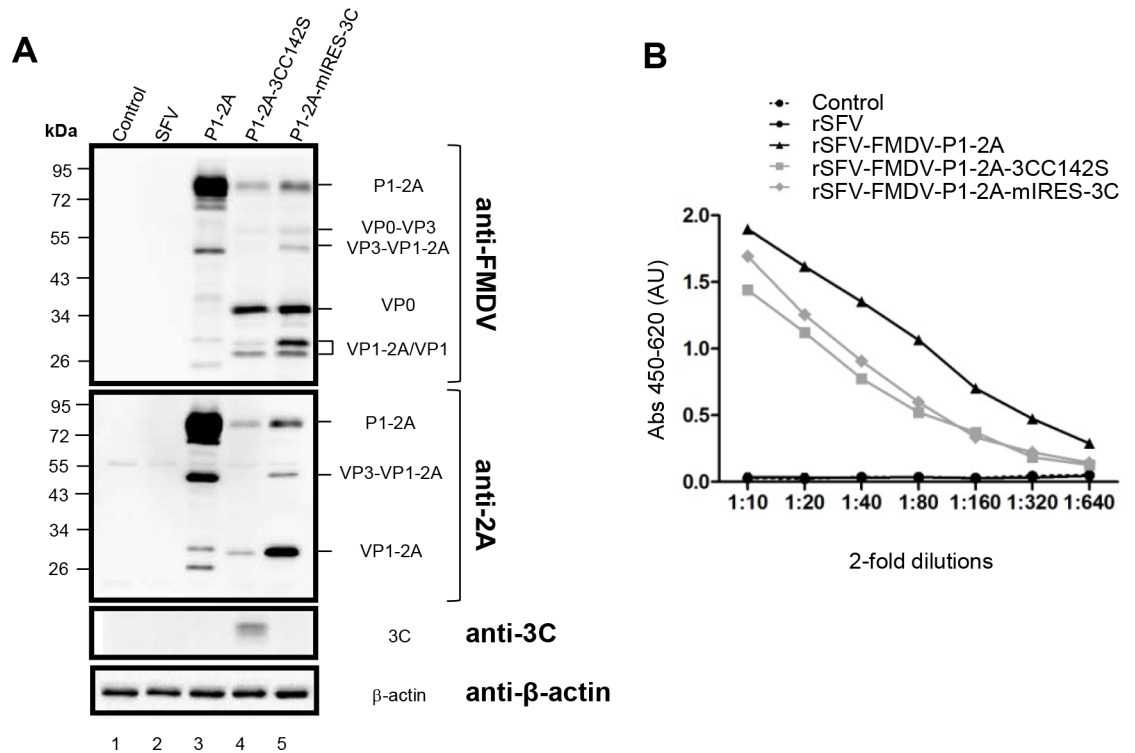 A
kDa
Control
SFV
P1-2A
P1-2A-3CC142S
P1-2A-mIRES-3C
95
72
55
43
34
26
P1-2A
VP0-VP3
VP3-VP1-2A
VP0
VP1-2A/VP1
anti-FMDV
95
72
55
43
34
26
P1-2A
VP3-VP1-2A
VP1-2A
anti-2A
3C
anti-3C
β-actin
anti-β-actin
1 2 3 4 5
B
Control
rSFV
rSFV-FMDV-P1-2A
rSFV-FMDV-P1-2A-3CC142S
rSFV-FMDV-P1-2A-mIRES-3C
Abs 450-620 (AU)
2.0
1.5
1.0
0.5
0.0
1:10 1:20 1:40 1:80 1:160 1:320 1:640
2-fold dilutions